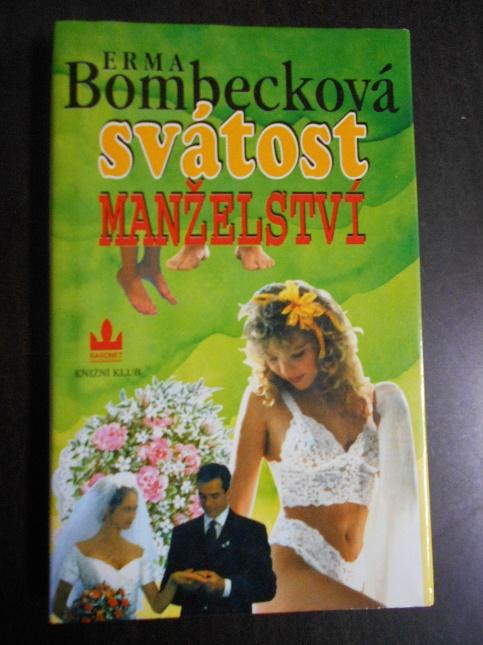 ERMA
Bombecková
svátost
MANŽELSTVÍ
BARONET
KNIŽNÍ KLUB